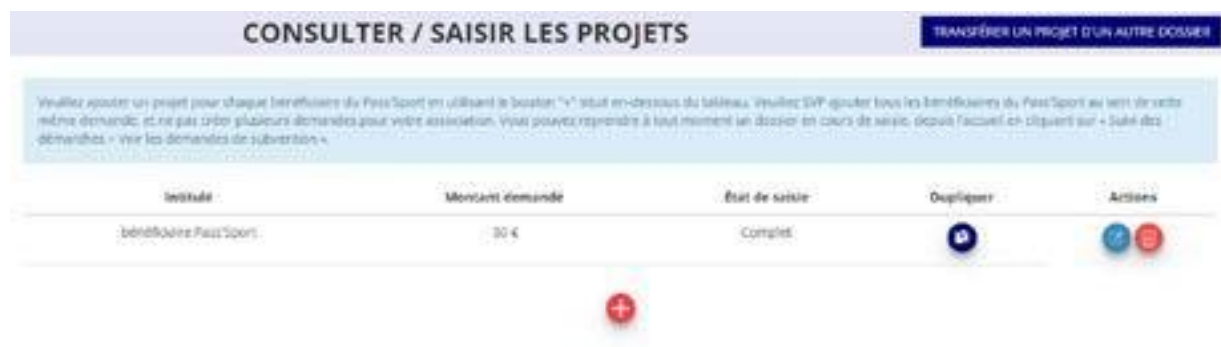 CONSULTER / SAISIR LES PROJETS
TRANSFÉRER UN PROJET D'UN AUTRE DOSSIER
Veuillez ajouter un projet pour chaque bénéficiaire du Pass'Sport en utilisant le bouton "+" situé en-dessous du tableau. Veuillez SVP ajouter tous les bénéficiaires du Pass'Sport au sein de cette
même demande, et ne pas créer plusieurs demandes pour votre association. Vous pouvez reprendre à tout moment un dossier en cours de saisie, depuis l'accueil en cliquant sur « Suivi des
démarches > Voir les demandes de subvention ».
Intitulé Montant demandé État de saisie Dupliquer Actions
bénéficiaire Pass'Sport €  Complet